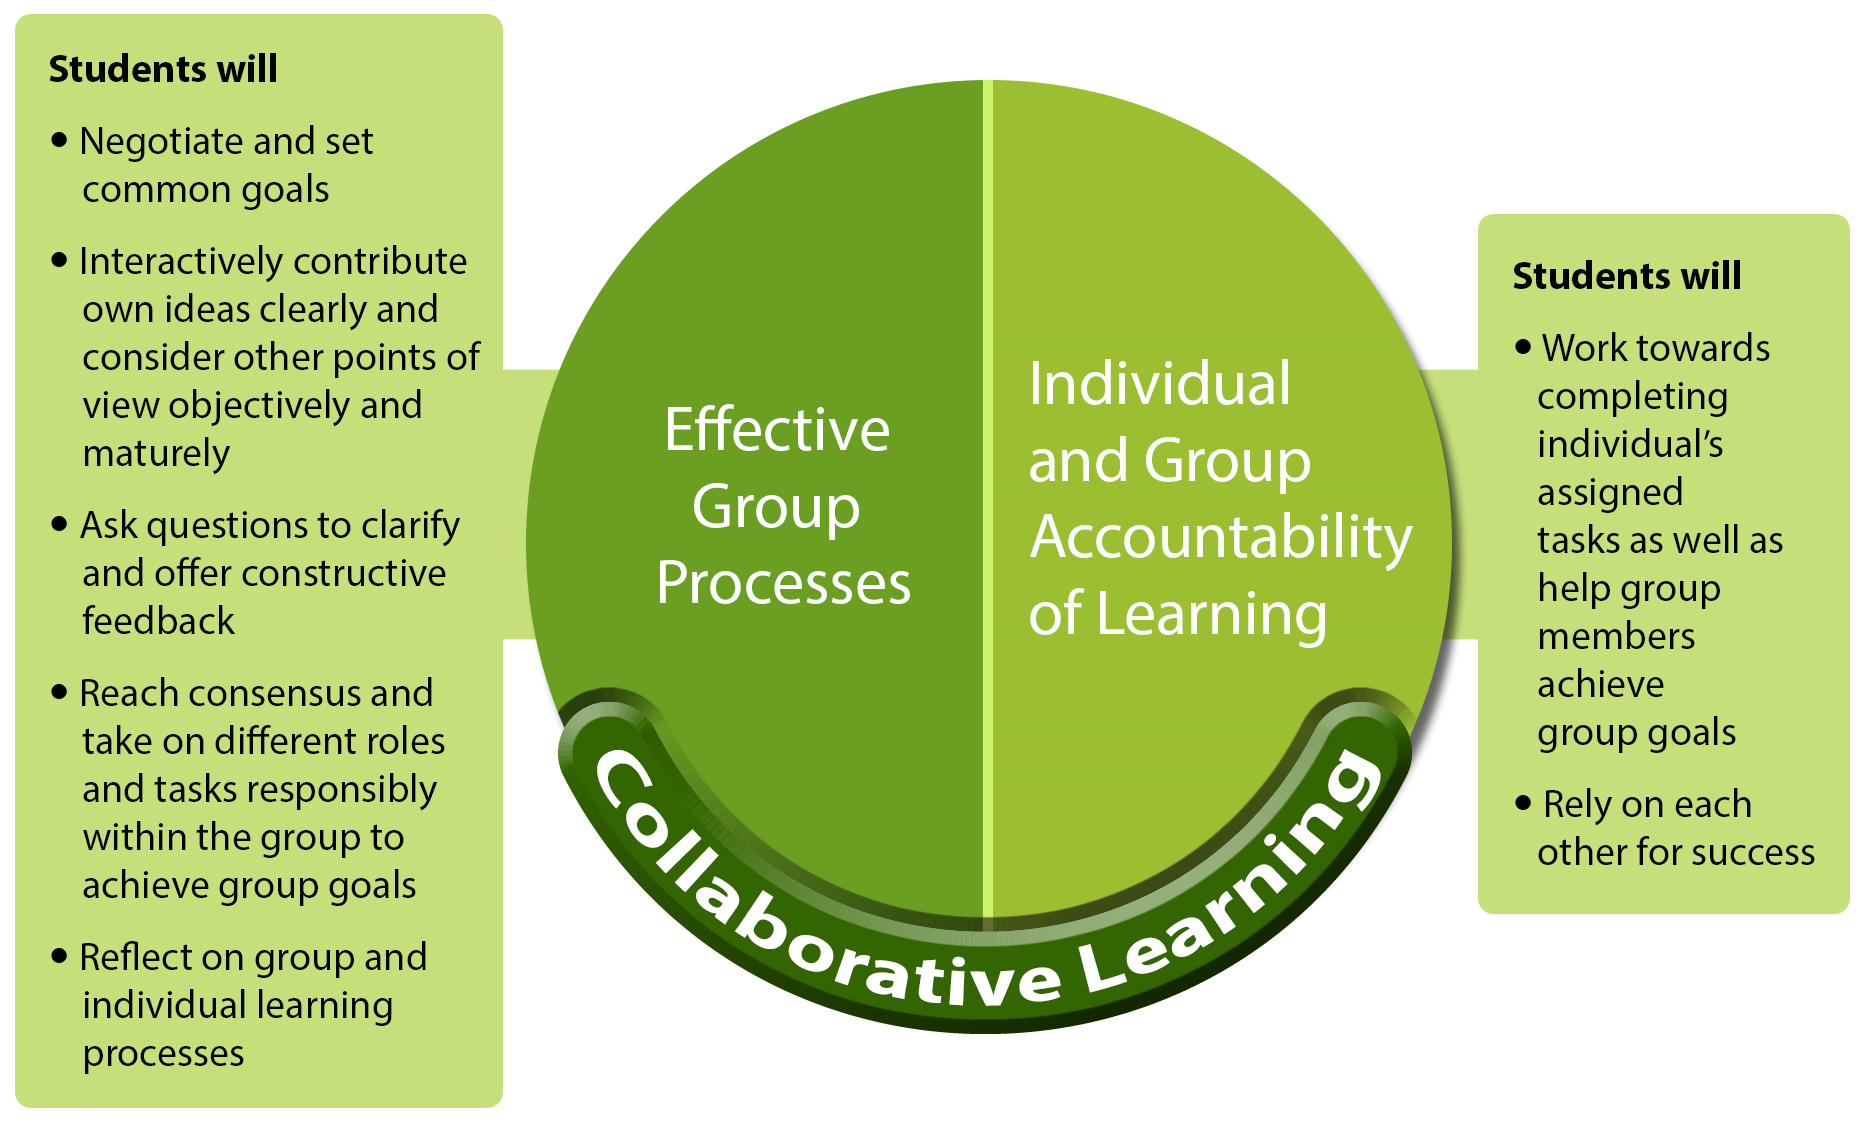 Students will
• Negotiate and set
common goals
• Interactively contribute
own ideas clearly and
consider other points of
view objectively and
maturely
• Ask questions to clarify
and offer constructive
feedback
• Reach consensus and
take on different roles
and tasks responsibly
within the group to
achieve group goals
• Reflect on group and
individual learning
processes
Effective
Group
Processes
Individual
and Group
Accountability
of Learning
Collaborative Learning
Students will
• Work towards
completing
individual’s
assigned
tasks as well as
help group
members
achieve
group goals
• Rely on each
other for success